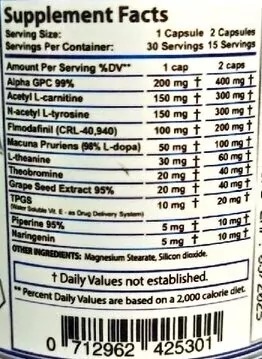 Supplement Facts
Serving Size: 1 Capsule 2 Capsules
Servings Per Container: 30 Servings 15 Servings
Amount Per Serving %DV** 1 cap 2 caps
Alpha GPC 99% 200 mg † 400 mg †
Acetyl L-carnitine 150 mg † 300 mg †
N-acetyl L-tyrosine 150 mg † 300 mg †
Flmodafinil (CRL-40,940) 100 mg † 200 mg †
Macuna Pruriens (98% L-dopa) 50 mg † 100 mg †
L-theanine 30 mg † 60 mg †
Theobromine 20 mg † 40 mg †
Grape Seed Extract 95% 20 mg † 40 mg †
TPGS 10 mg † 20 mg †
(Water Soluble Vit. E - as Drug Delivery System)
Piperine 95% 5 mg † 10 mg †
Naringenin 5 mg † 10 mg †
OTHER INGREDIENTS: Magnesium Stearate, Silicon dioxide.
† Daily Values not established.
** Percent Daily Values are based on a 2,000 calorie diet.
0 712962 425301